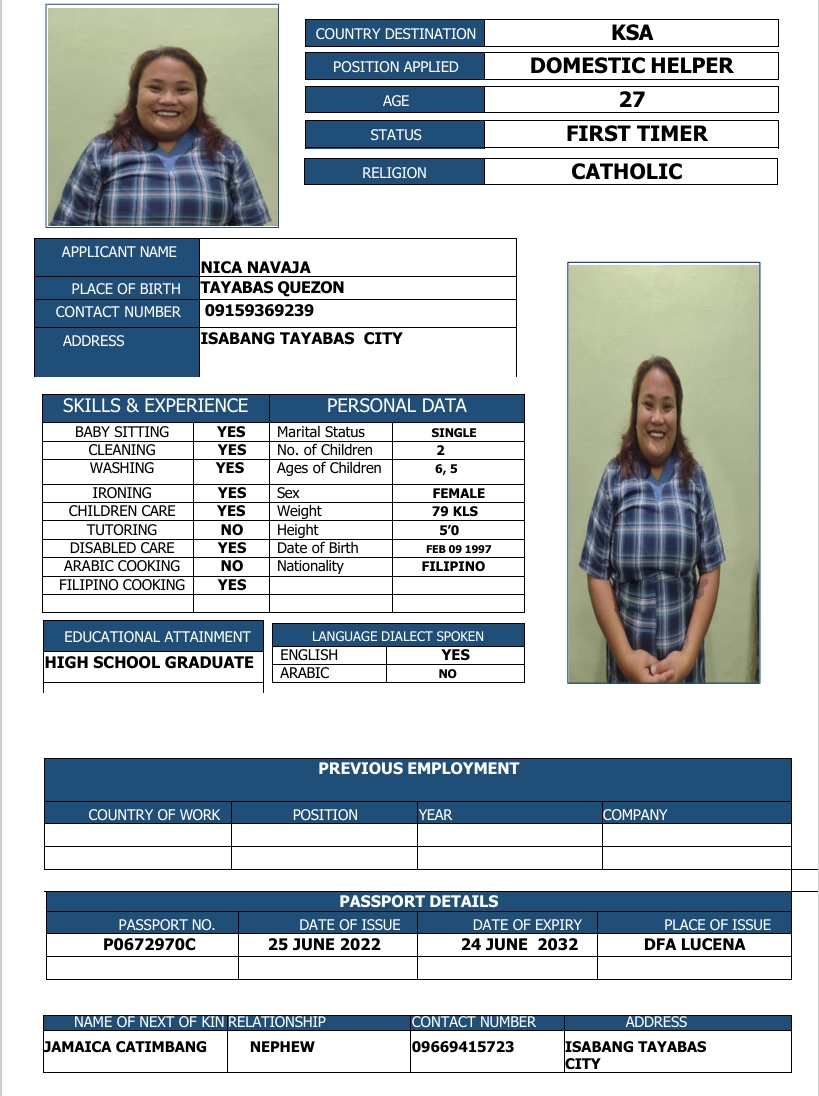 COUNTRY DESTINATION KSA
POSITION APPLIED DOMESTIC HELPER
AGE 27
STATUS FIRST TIMER
RELIGION CATHOLIC
APPLICANT NAME NICA NAVAJA
PLACE OF BIRTH TAYABAS QUEZON
CONTACT NUMBER 09159369239
ADDRESS ISABANG TAYABAS CITY
SKILLS & EXPERIENCE PERSONAL DATA
BABY SITTING YES Marital Status SINGLE
CLEANING YES No. of Children 2
WASHING YES Ages of Children 6, 5
IRONING YES Sex FEMALE
CHILDREN CARE YES Weight 79 KLS
TUTORING NO Height 5’0
DISABLED CARE YES Date of Birth FEB 09 1997
ARABIC COOKING NO Nationality FILIPINO
FILIPINO COOKING YES
EDUCATIONAL ATTAINMENT LANGUAGE DIALECT SPOKEN
HIGH SCHOOL GRADUATE ENGLISH YES
ARABIC NO
PREVIOUS EMPLOYMENT
COUNTRY OF WORK POSITION YEAR COMPANY
PASSPORT DETAILS
PASSPORT NO. DATE OF ISSUE DATE OF EXPIRY PLACE OF ISSUE
P0672970C 25 JUNE 2022 24 JUNE 2032 DFA LUCENA
NAME OF NEXT OF KIN RELATIONSHIP CONTACT NUMBER ADDRESS
JAMAICA CATIMBANG NEPHEW 09669415723 ISABANG TAYABAS
CITY